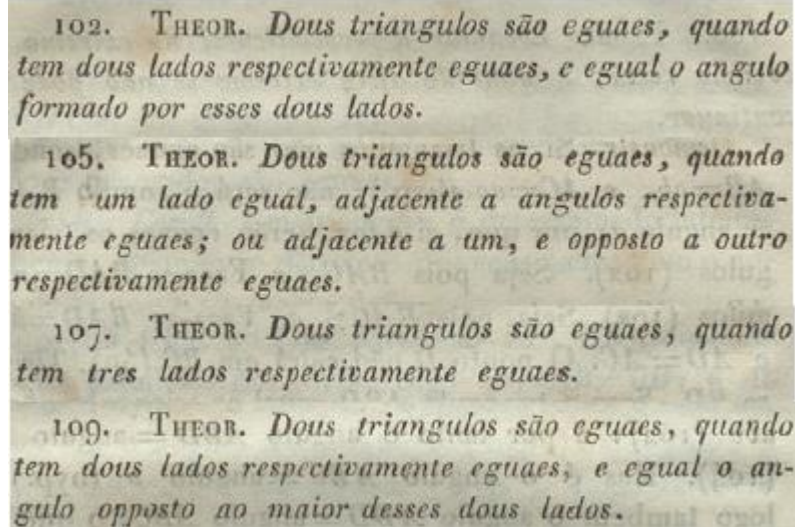 102. THEOR. Dous triangulos são eguaes, quando
tem dous lados respectivamente eguaes, e egual o angulo
formado por esses dous lados.
105. THEOR. Dous triangulos são eguaes, quando
tem um lado egual, adjacente a angulos respectiva-
mente eguaes; ou adjacente a um, e opposto a outro
respectivamente eguaes.
107. THEOR. Dous triangulos são eguaes, quando
tem tres lados respectivamente eguaes.
109. THEOR. Dous triangulos são eguaes, quando
tem dous lados respectivamente eguaes, e egual o an-
gulo opposto ao maior desses dous lados.